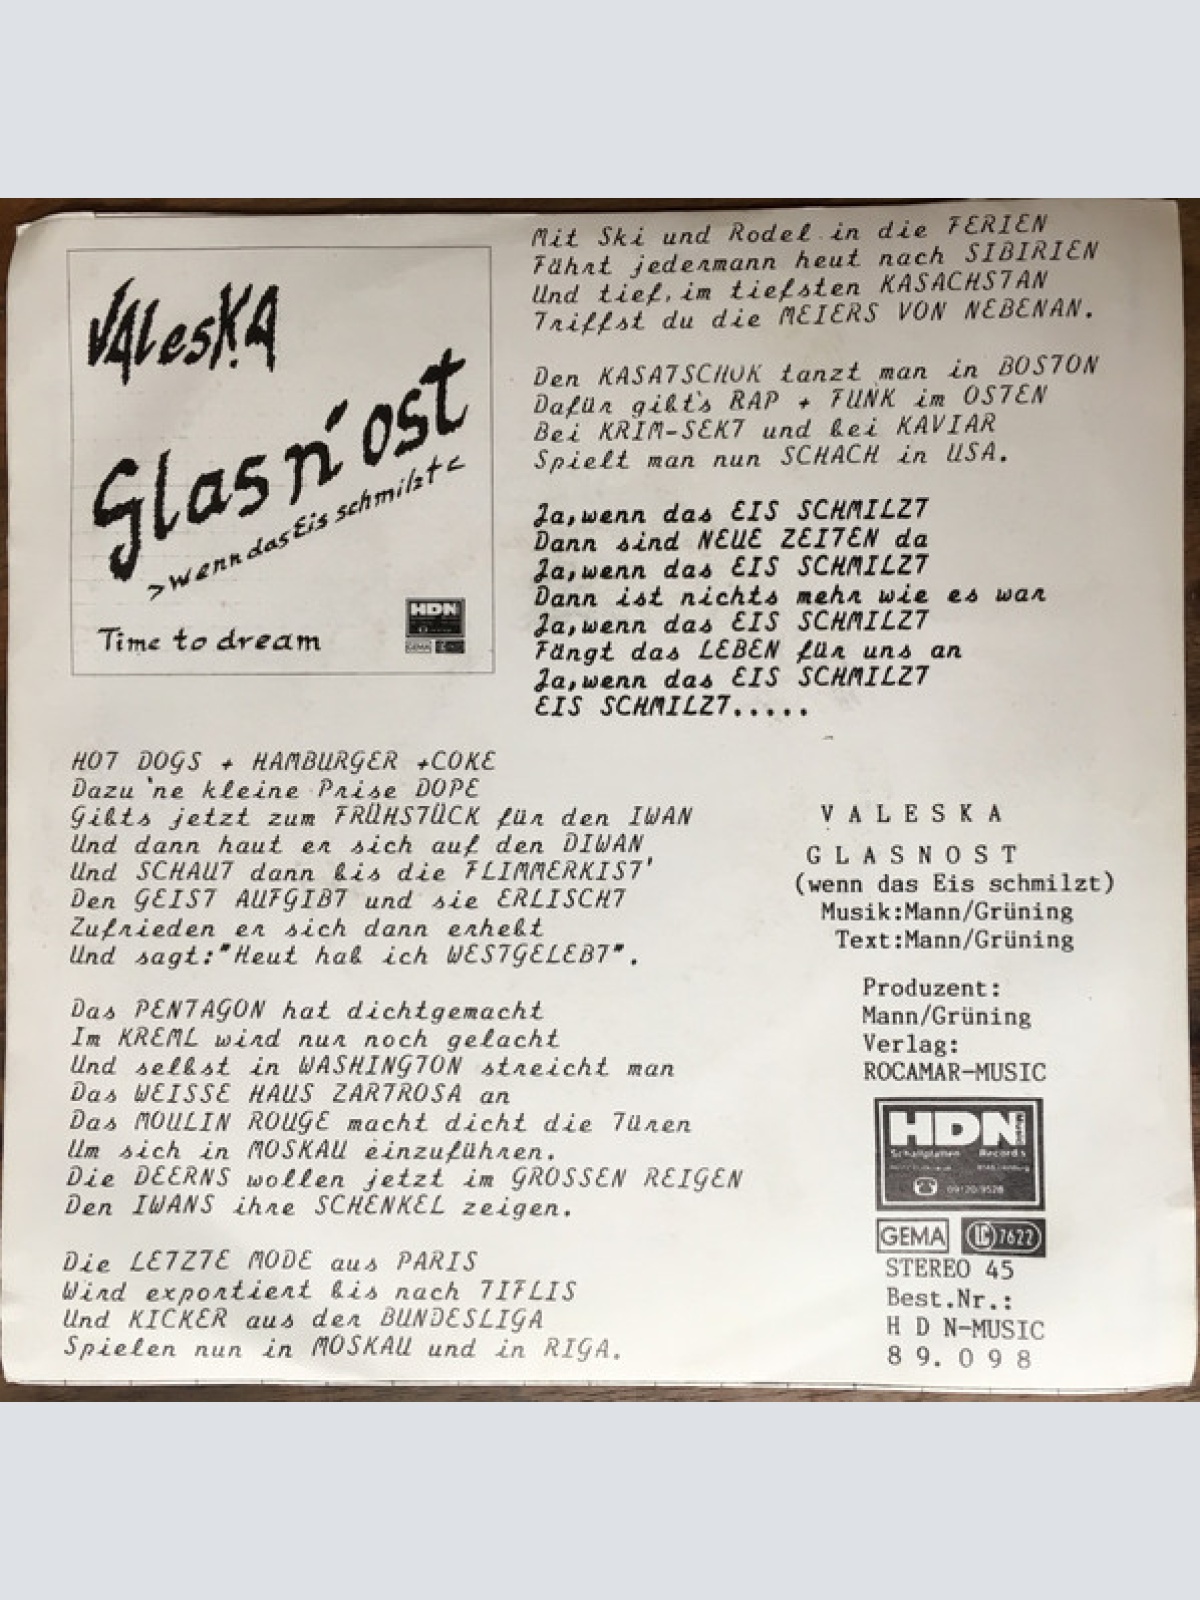 VALesKA
Glasn'ost
>wenn das Eis schmilzt<
Time to dream
HDN
GEMA
Mit Ski und Rodel in die FERIEN
Fährt jedermann heut nach SIBIRIEN
Und tief, im tiefsten KASACHSTAN
Triffst du die MEIERS VON NEBENAN.
Den KASATSCHOK tanzt man in BOSTON
Dafür gibt's RAP + FUNK im OSTEN
Bei KRIM-SEKT und bei KAVIAR
Spielt man nun SCHACH in USA.
Ja,wenn das EIS SCHMILZT
Dann sind NEUE ZEITEN da
Ja,wenn das EIS SCHMILZT
Dann ist nichts mehr wie es war
Ja,wenn das EIS SCHMILZT
Fängt das LEBEN für uns an
Ja,wenn das EIS SCHMILZT
EIS SCHMILZT.....
HOT DOGS + HAMBURGER +COKE
Dazu 'ne kleine Prise DOPE
Gibts jetzt zum FRÜHSTÜCK für den IWAN
Und dann haut er sich auf den DIWAN
Und SCHAUT dann bis die FLIMMERKIST'
Den GEIST AUFGIBT und sie ERLISCHT
Zufrieden er sich dann erhebt
Und sagt:"Heut hab ich WESTGELEBT".
Das PENTAGON hat dichtgemacht
Im KREML wird nur noch gelacht
Und selbst in WASHINGTON streicht man
Das WEISSE HAUS ZARTROSA an
Das MOULIN ROUGE macht dicht die Türen
Um sich in MOSKAU einzuführen.
Die DEERNS wollen jetzt im GROSSEN REIGEN
Den IWANS ihre SCHENKEL zeigen.
Die LETZTE MODE aus PARIS
Wird exportiert bis nach TIFLIS
Und KICKER aus der BUNDESLIGA
Spielen nun in MOSKAU und in RIGA.
VALESKA
GLASNOST
(wenn das Eis schmilzt)
Musik:Mann/Grüning
Text:Mann/Grüning
Produzent:
Mann/Grüning
Verlag:
ROCAMAR-MUSIC
HDN Music
Schallplatten Records
09120/9528
GEMA LC 7622
STEREO 45
Best.Nr.:
H D N-MUSIC
89.098